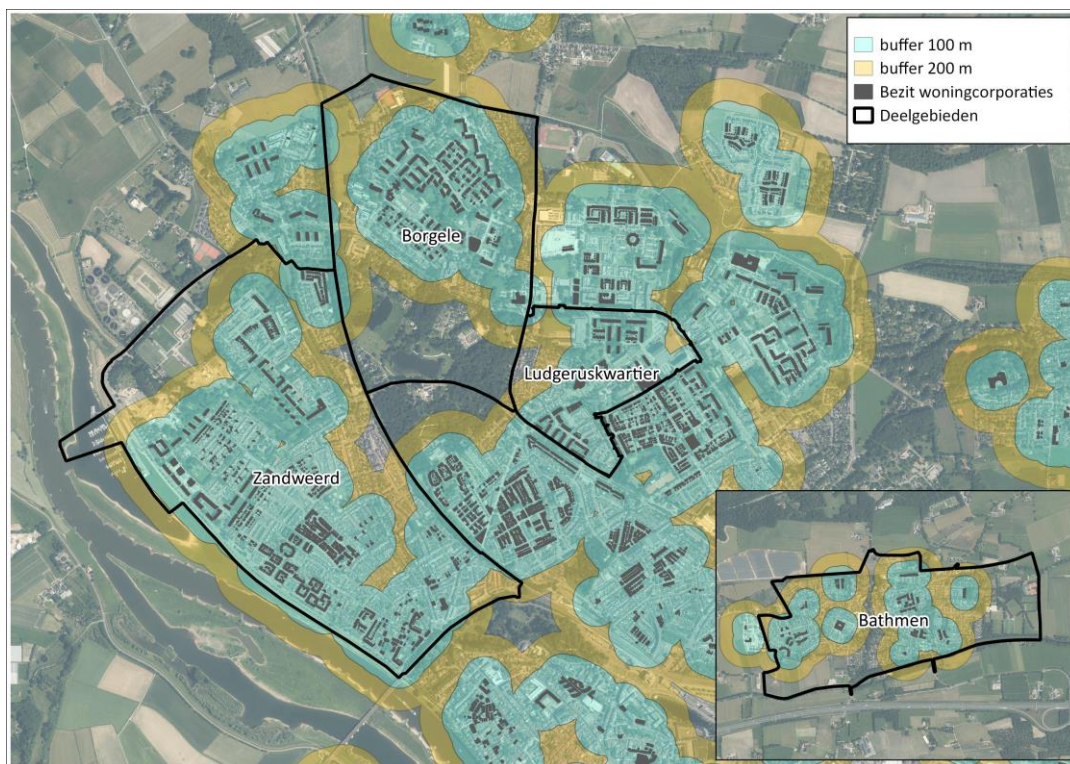 buffer 100 m
buffer 200 m
Bezit woningcorporaties
Deelgebieden
Borgele
Ludgeruskwartier
Zandweerd
Bathmen